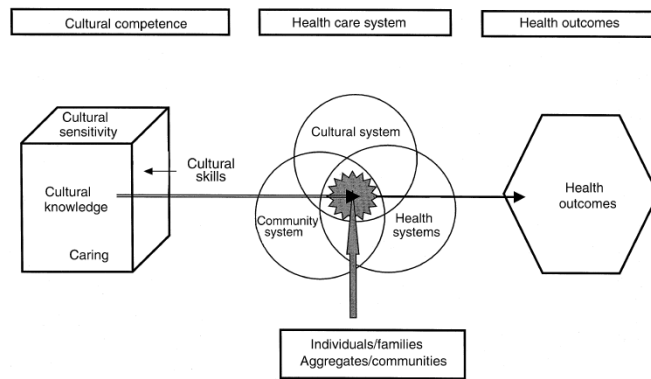 Cultural competence
Health care system
Health outcomes
Cultural
sensitivity
Cultural system
Cultural
skills
Cultural
knowledge
Health
outcomes
Community
system
Health
systems
Caring
Individuals/families
Aggregates/communities